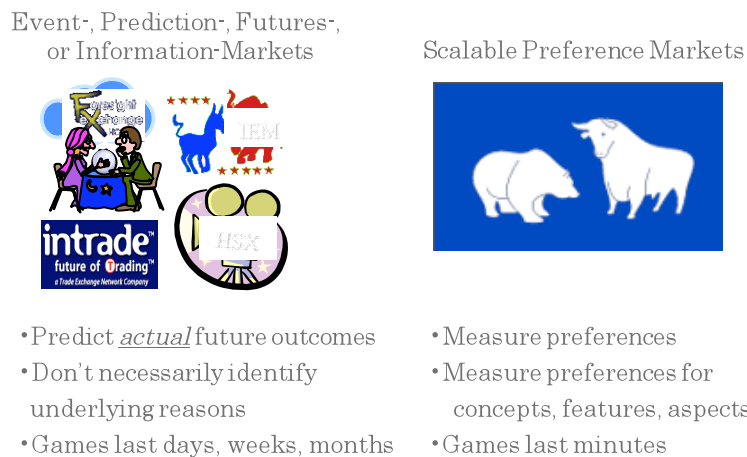 Event-, Prediction-, Futures-,
or Information-Markets
Scalable Preference Markets
Foresight
Exchange
IEM
intrade™
future of Trading™
a Trade Exchange Network Company
HSX
•Predict actual future outcomes
•Don't necessarily identify
underlying reasons
•Games last days, weeks, months
•Measure preferences
•Measure preferences for
concepts, features, aspects
•Games last minutes